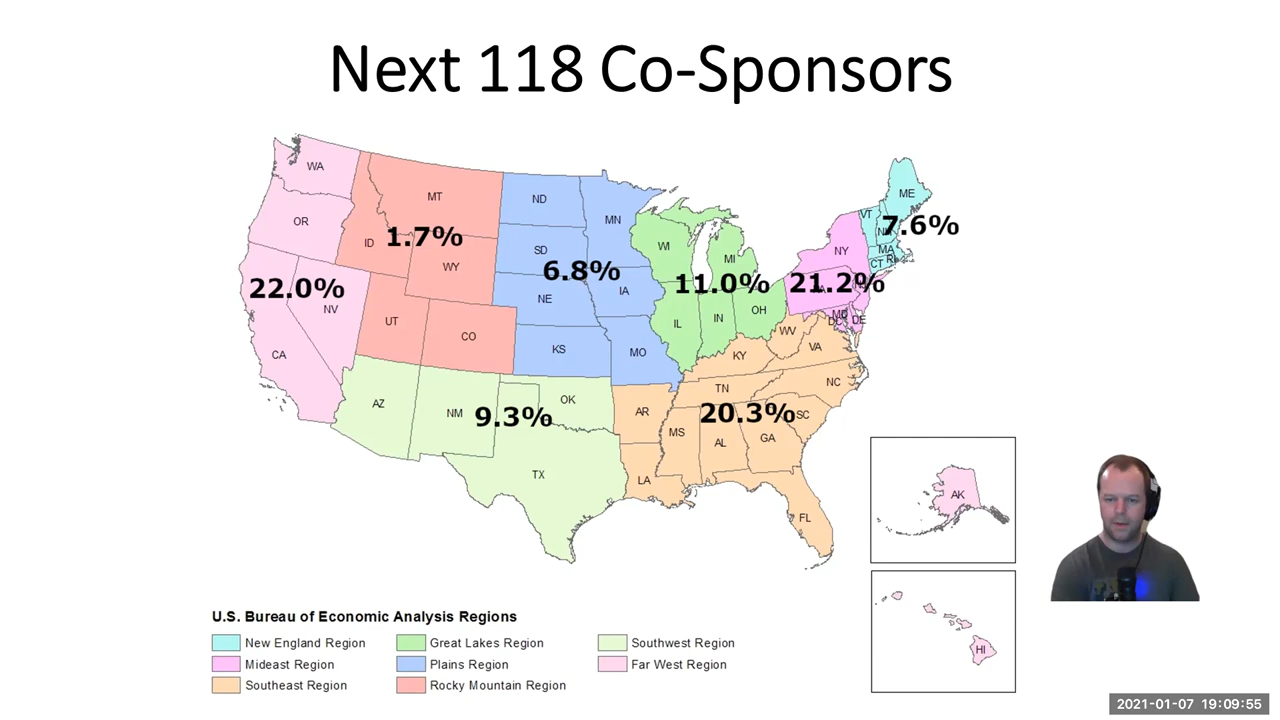 Next 118 Co-Sponsors
WA
OR
CA
NV
22.0%
MT
ID
WY
UT
CO
1.7%
ND
MN
SD
NE
IA
KS
MO
6.8%
WI
MI
IL
IN
OH
11.0%
NY
MD
DC
DE
21.2%
ME
VT
MA
CT
7.6%
AZ
NM
OK
TX
9.3%
WV
VA
KY
NC
TN
SC
AR
MS
AL
GA
LA
FL
20.3%
AK
HI
U.S. Bureau of Economic Analysis Regions
New England Region
Great Lakes Region
Southwest Region
Mideast Region
Plains Region
Far West Region
Southeast Region
Rocky Mountain Region
2021-01-07 19:09:55